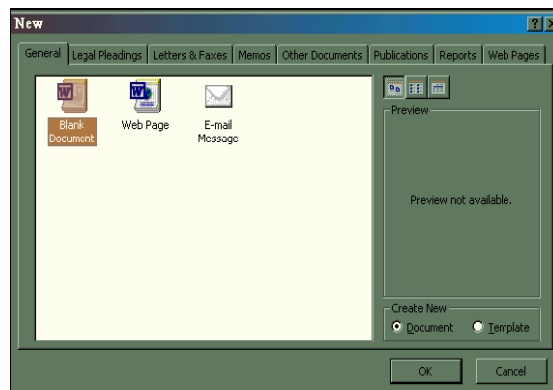 New
General Legal Pleadings Letters & Faxes Memos Other Documents Publications Reports Web Pages
Blank Document
Web Page
E-mail Message
Preview
Preview not available.
Create New
Document Template
OK Cancel